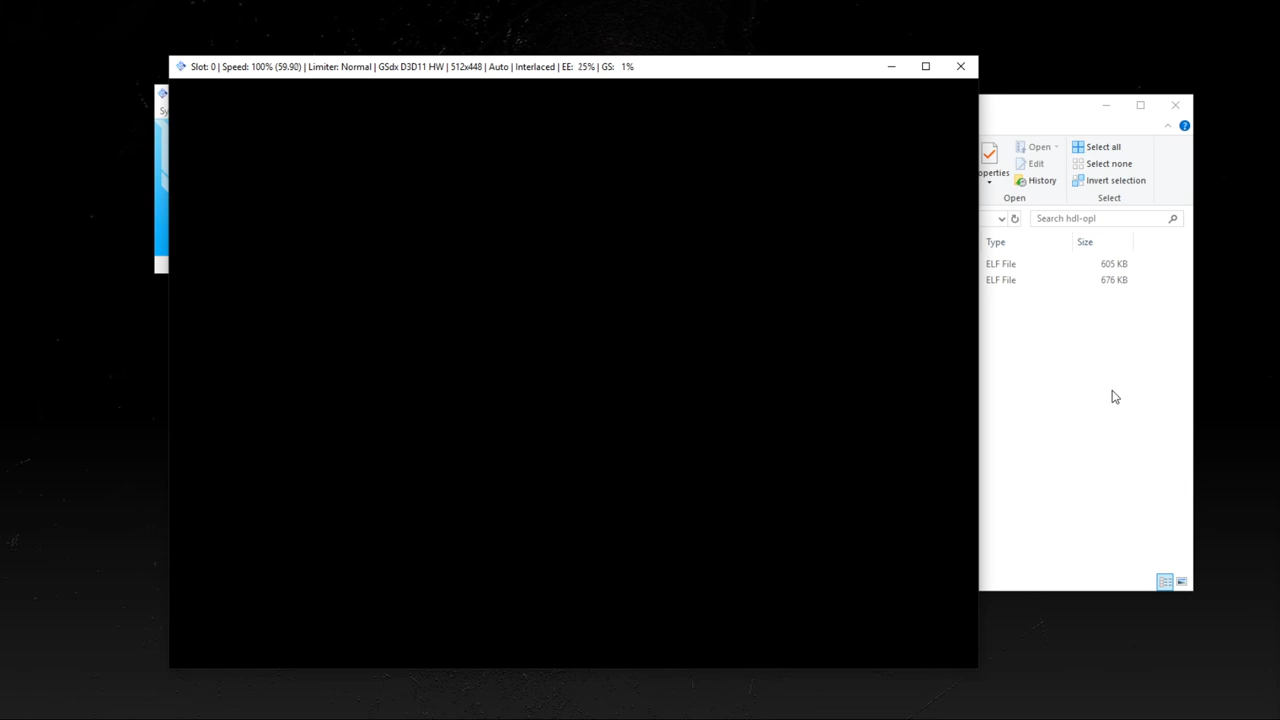 Slot: 0 | Speed: 100% (59.90) | Limiter: Normal | GSdx D3D11 HW | 512x448 | Auto | Interlaced | EE: 25% | GS: 1%
Sy
Open
Select all
Edit
Select none
operties
History
Invert selection
Open
Select
Search hdl-opl
Type
Size
ELF File
605 KB
ELF File
676 KB